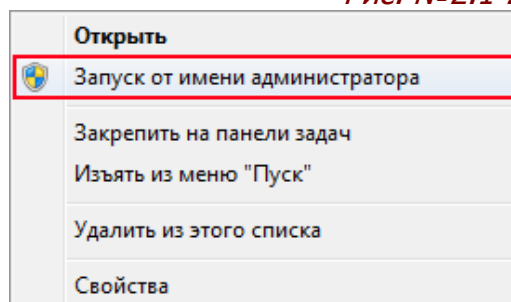 Открыть
Запуск от имени администратора
Закрепить на панели задач
Изъять из меню "Пуск"
Удалить из этого списка
Свойства